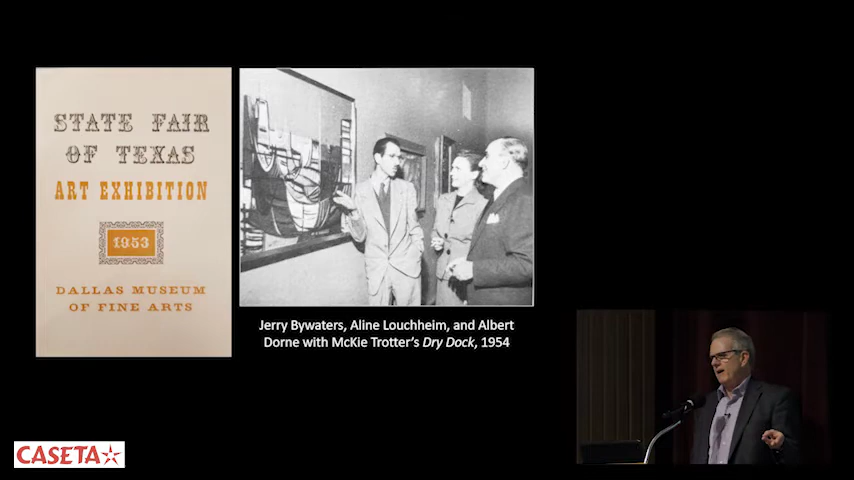 STATE FAIR
OF TEXAS
ART EXHIBITION
1953
DALLAS MUSEUM
OF FINE ARTS
Jerry Bywaters, Aline Louchheim, and Albert
Dorne with McKie Trotter's Dry Dock, 1954
CASETA